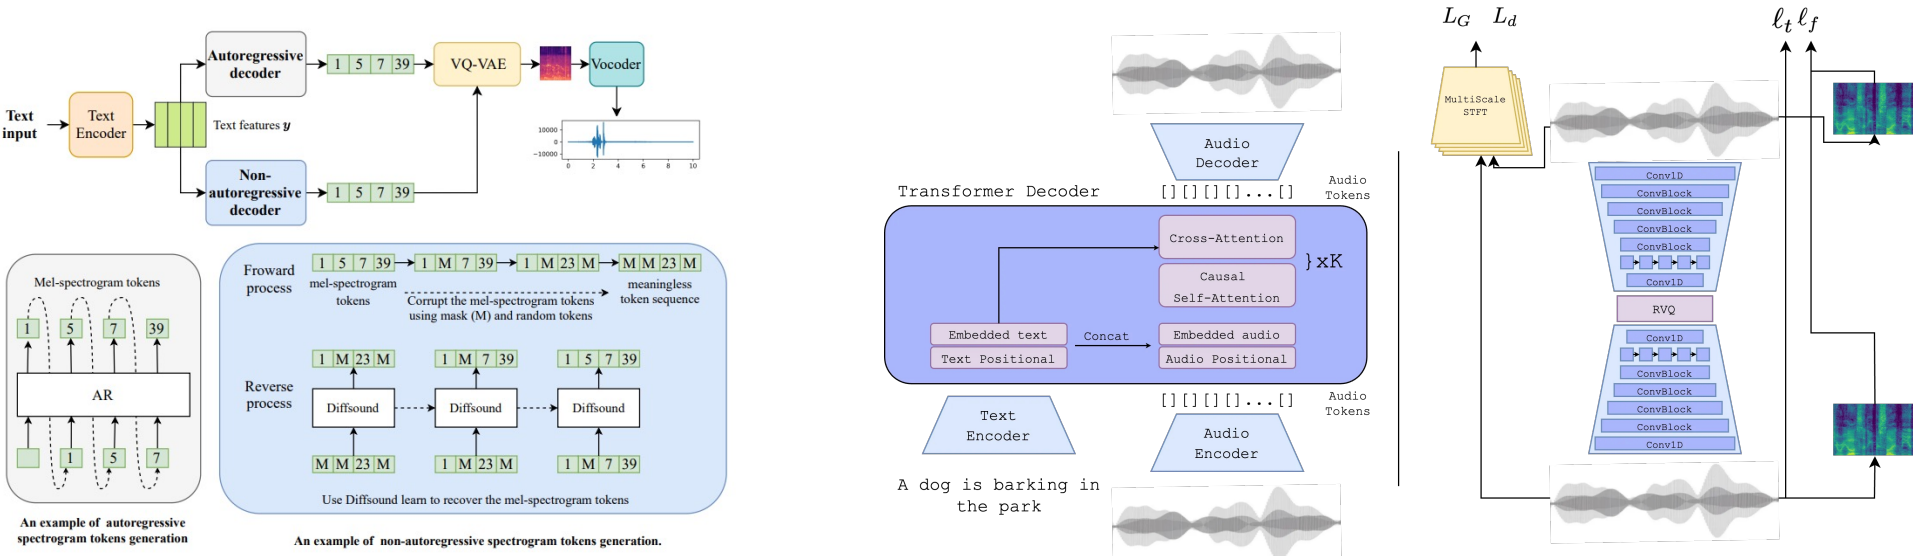 Text
input
Text
Encoder
Autoregressive
decoder
1 5 7 39
VQ-VAE
Vocoder
Text features y
10000
0
−10000
0 2 4 6 8 10
Non-
autoregressive
decoder
1 5 7 39
Mel-spectrogram tokens
1 5 7 39
AR
1 5 7
An example of autoregressive
spectrogram tokens generation
Froward
process
1 5 7 39
1 M 7 39
1 M 23 M
M M 23 M
mel-spectrogram
tokens
Corrupt the mel-spectrogram tokens
using mask (M) and random tokens
meaningless
token sequence
Reverse
process
1 M 23 M
1 M 7 39
1 5 7 39
Diffsound
Diffsound
Diffsound
M M 23 M
1 M 23 M
1 M 7 39
Use Diffsound learn to recover the mel-spectrogram tokens
An example of non-autoregressive spectrogram tokens generation.
Audio
Decoder
Transformer Decoder
[] [] [] []...[]
Audio
Tokens
Cross-Attention
Causal
Self-Attention
}xK
Embedded text
Text Positional
Concat
Embedded audio
Audio Positional
[] [] [] []...[]
Audio
Tokens
Text
Encoder
Audio
Encoder
A dog is barking in
the park
L_G L_d
ℓ_t ℓ_f
MultiScale
STFT
Conv1D
ConvBlock
ConvBlock
ConvBlock
ConvBlock
Conv1D
RVQ
Conv1D
ConvBlock
ConvBlock
ConvBlock
ConvBlock
Conv1D